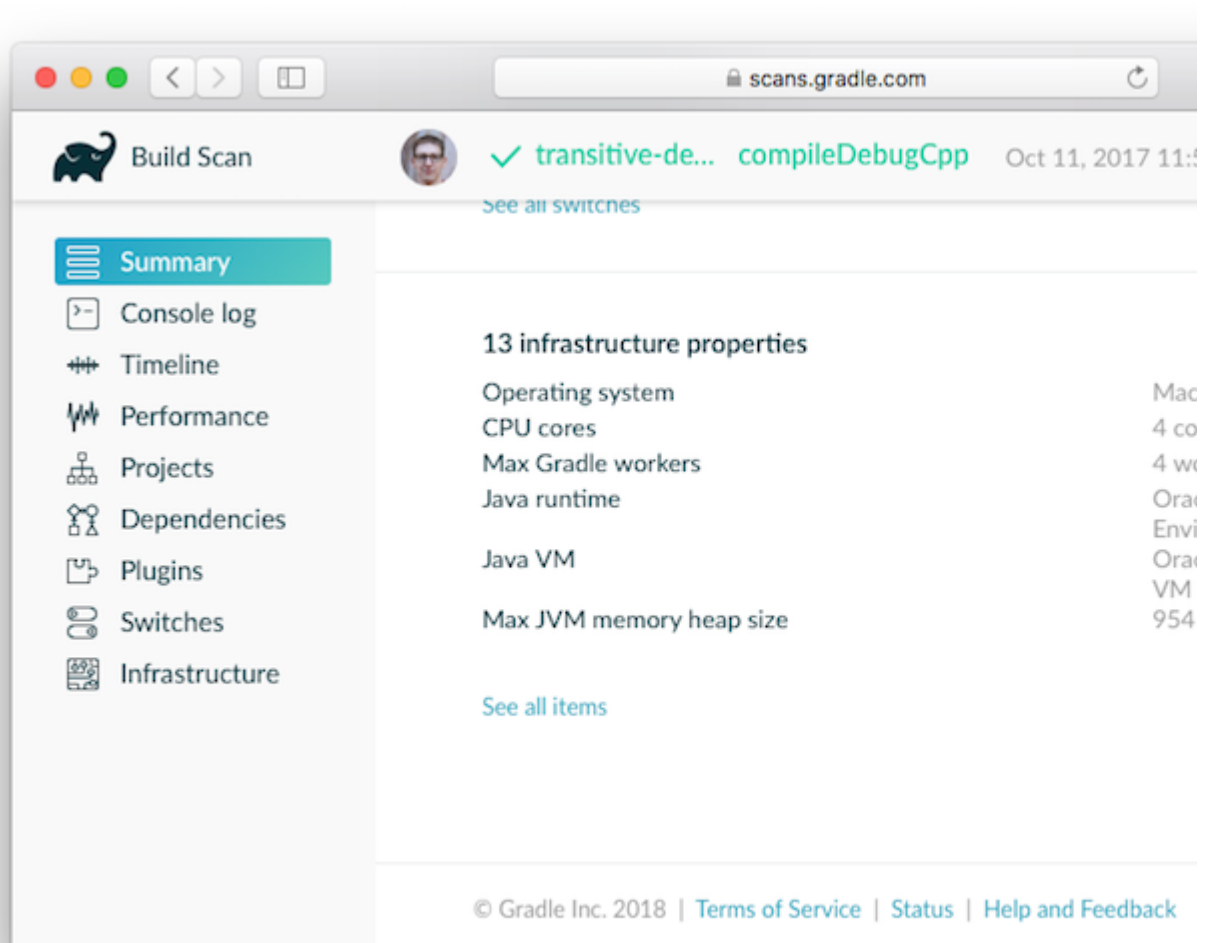 scans.gradle.com
Build Scan
transitive-de... compileDebugCpp Oct 11, 2017
See all switches
Summary
Console log
Timeline
Performance
Projects
Dependencies
Plugins
Switches
Infrastructure
13 infrastructure properties
Operating system Mac
CPU cores 4
Max Gradle workers 4
Java runtime
Java VM
VM
Max JVM memory heap size 954
See all items
© Gradle Inc. 2018 | Terms of Service | Status | Help and Feedback